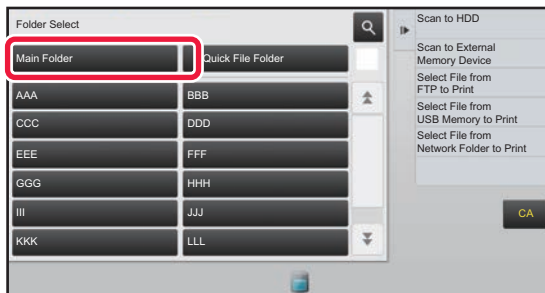 Folder Select
Main Folder
Quick File Folder
AAA
BBB
CCC
DDD
EEE
FFF
GGG
HHH
III
JJJ
KKK
LLL
Scan to HDD
Scan to External
Memory Device
Select File from
FTP to Print
Select File from
USB Memory to Print
Select File from
Network Folder to Print
CA